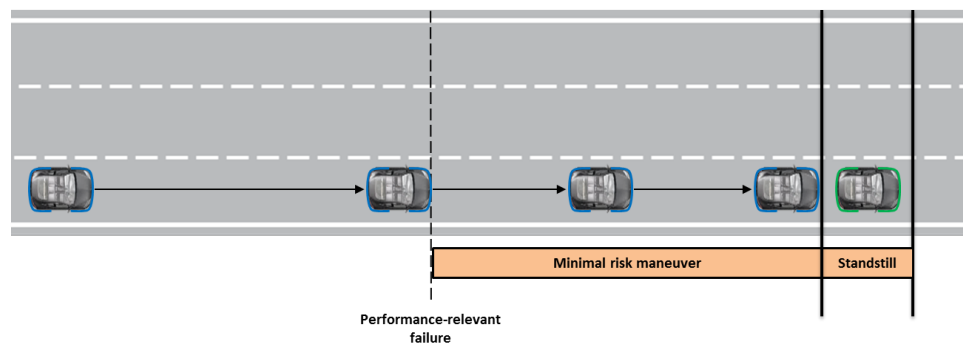 Minimal risk maneuver
Standstill
Performance-relevant
failure